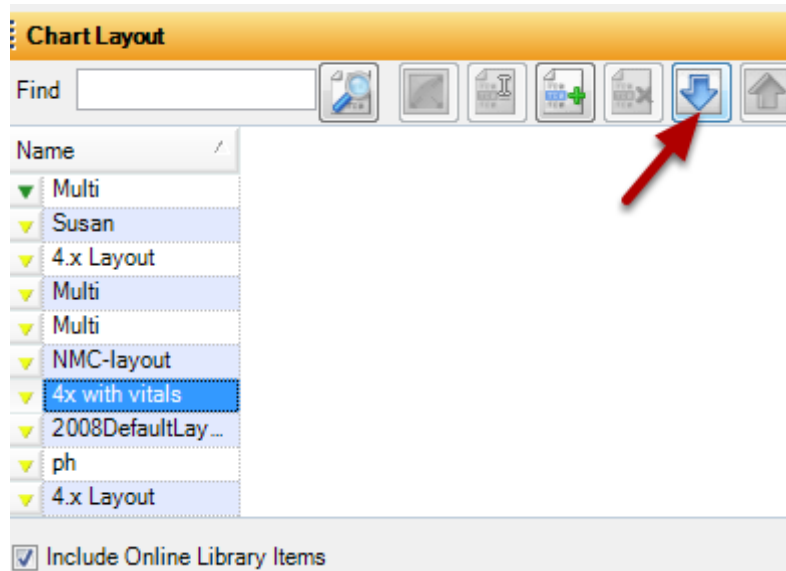 Chart Layout
Find
Name
Multi
Susan
4.x Layout
Multi
Multi
NMC-layout
4x with vitals
2008DefaultLay...
ph
4.x Layout
Include Online Library Items